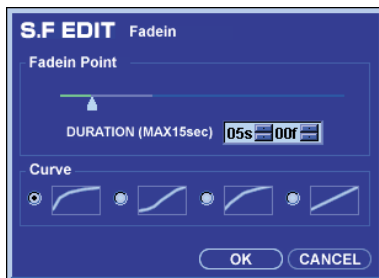 S.F EDIT Fadein
Fadein Point
DURATION (MAX15sec) 05s 00f
Curve
OK CANCEL